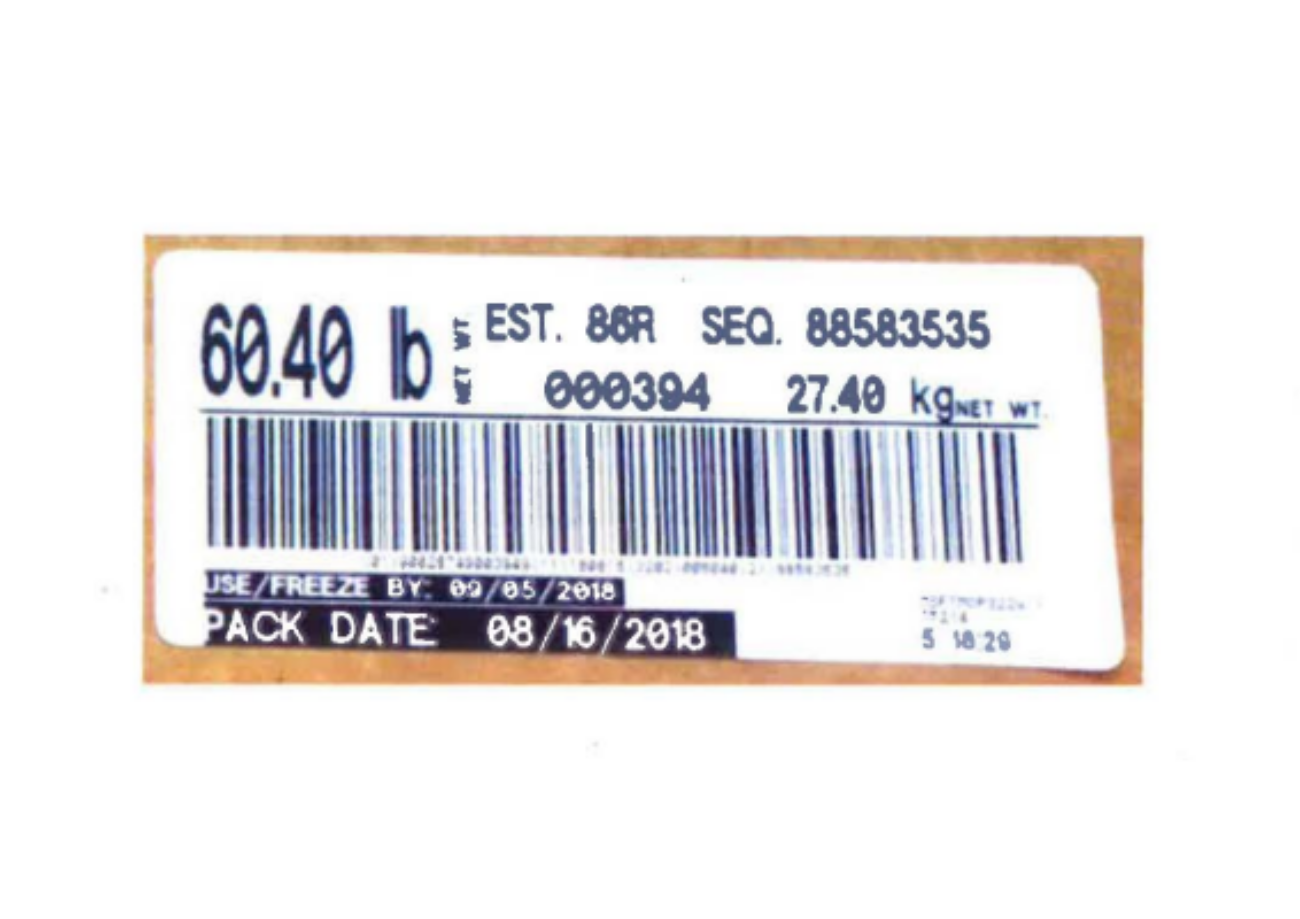 60.40 lb NET WT. EST. 86R SEQ. 88583535
000394 27.40 kg NET WT.
USE/FREEZE BY: 09/05/2018
PACK DATE: 08/16/2018
5 18:29